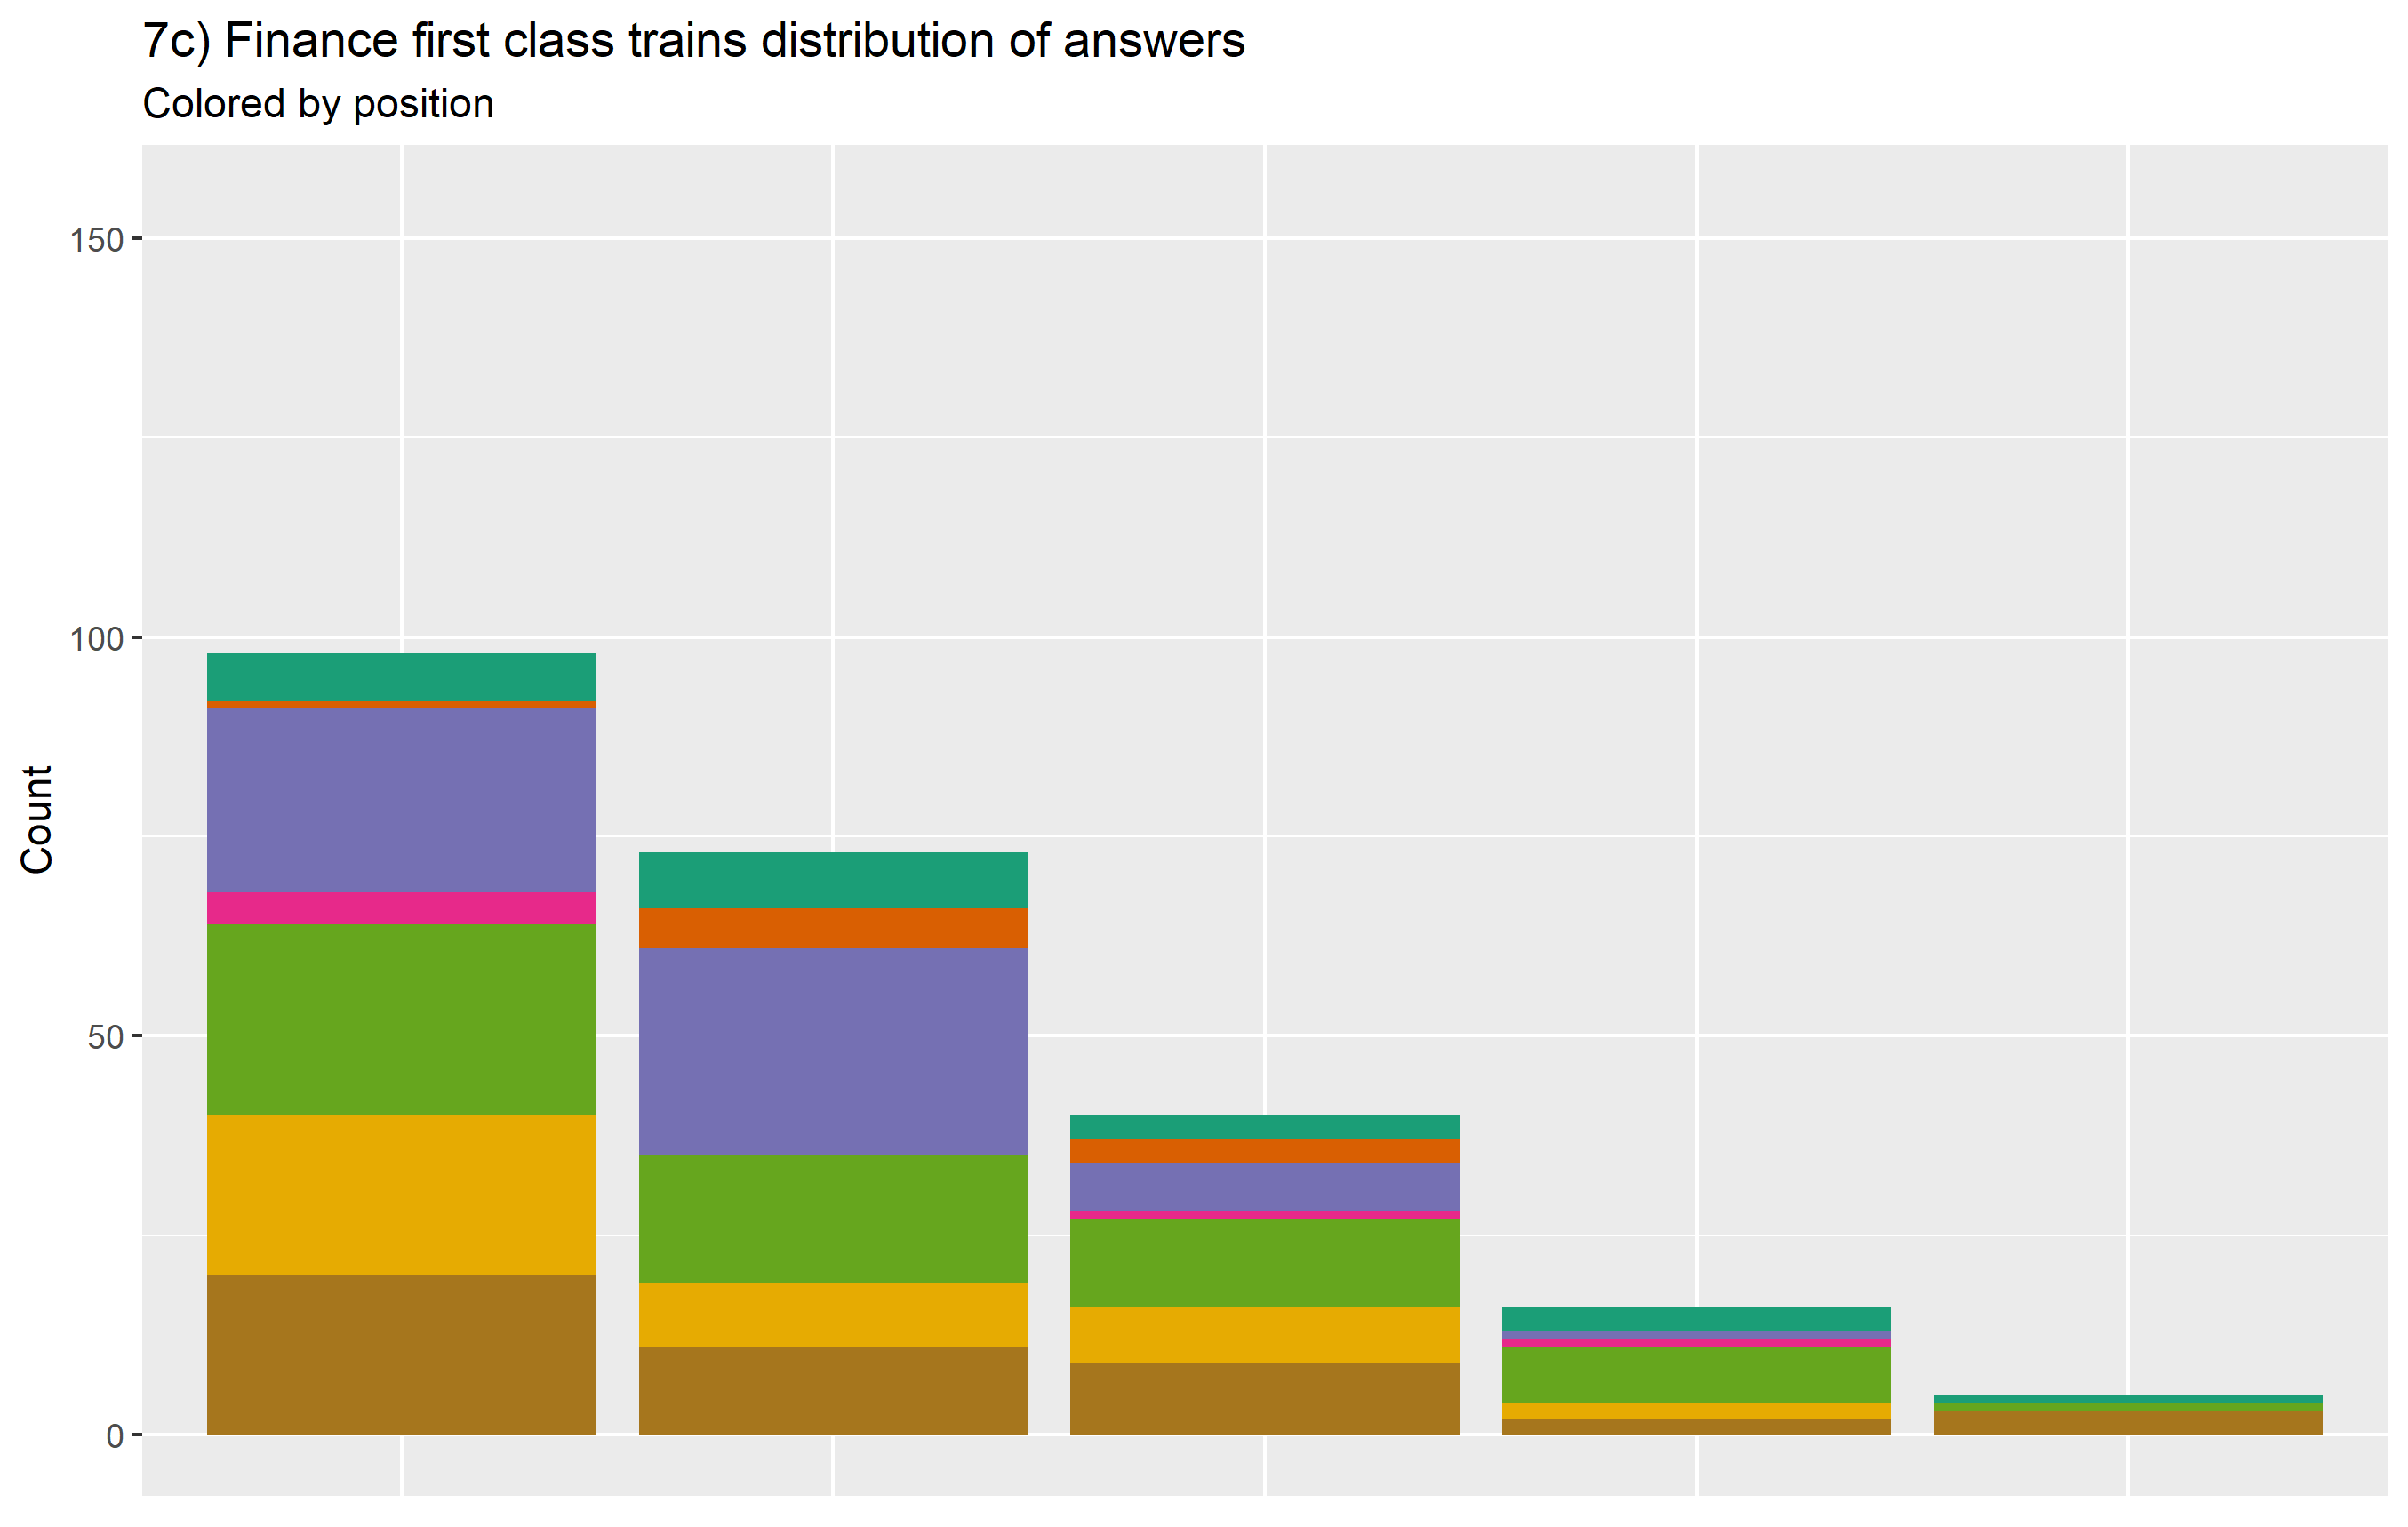 7c) Finance first class trains distribution of answers
Colored by position
150
100
50
0
Count